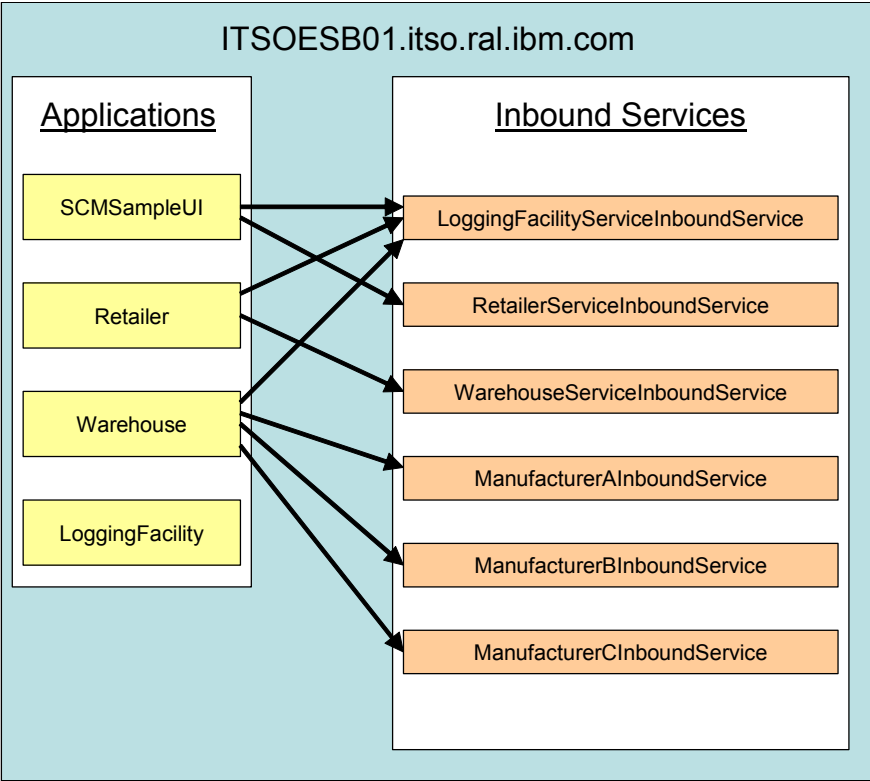 ITSOESB01.itso.ral.ibm.com
Applications
SCMSampleUI
Retailer
Warehouse
LoggingFacility
Inbound Services
LoggingFacilityServiceInboundService
RetailerServiceInboundService
WarehouseServiceInboundService
ManufacturerAInboundService
ManufacturerBInboundService
ManufacturerCInboundService